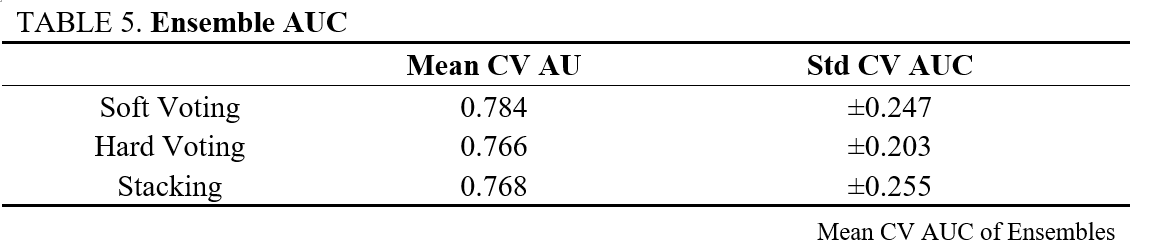 TABLE 5. Ensemble AUC
Mean CV AU Std CV AUC
Soft Voting 0.784 ±0.247
Hard Voting 0.766 ±0.203
Stacking 0.768 ±0.255
Mean CV AUC of Ensembles